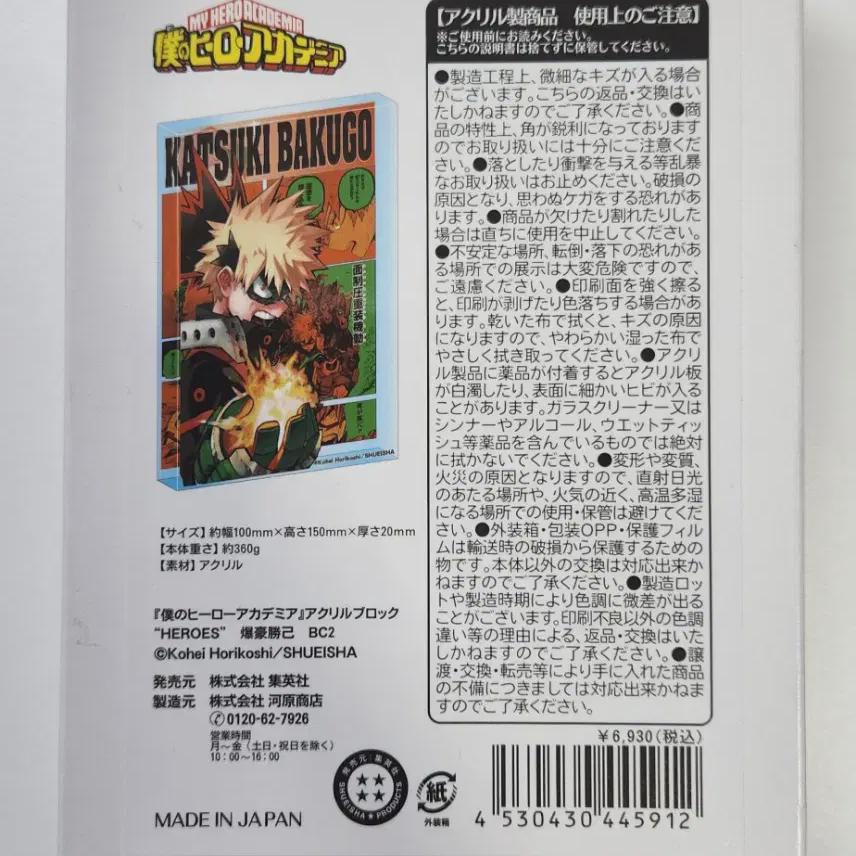 MY HERO ACADEMIA
僕のヒーローアカデミア
KATSUKI BAKUGO
面制圧重装機動
©Kohei Horikoshi/SHUEISHA
【サイズ】約幅100mm×高さ150mm×厚さ20mm
【本体重さ】約360g
【素材】アクリル
『僕のヒーローアカデミア』アクリルブロック
“HEROES” 爆豪勝己 BC2
©Kohei Horikoshi/SHUEISHA
発売元 株式会社 集英社
製造元 株式会社 河原商店
0120-62-7926
営業時間
月～金（土日・祝日を除く）
10：00～16：00
MADE IN JAPAN
【アクリル製商品 使用上のご注意】
※ご使用前にお読みください。
こちらの説明書は捨てずに保管してください。
●製造工程上、微細なキズが入る場合
がございます。こちらの返品・交換はい
たしかねますのでご了承ください。●商
品の特性上、角が鋭利になっております
のでお取り扱いには十分にご注意くださ
い。●落としたり衝撃を与える等乱暴
なお取り扱いはお止めください。破損の
原因となり、思わぬケガをする恐れがあ
ります。●商品が欠けたり割れたりした
場合は直ちに使用を中止してください。
●不安定な場所、転倒・落下の恐れがあ
る場所での展示は大変危険ですので、
ご遠慮ください。●印刷面を強く擦る
と、印刷が剥げたり色落ちする場合があ
ります。乾いた布で拭くと、キズの原因
になりますので、やわらかい湿った布で
やさしく拭き取ってください。●アクリ
ル製品に薬品が付着するとアクリル板
が白濁したり、表面に細かいヒビが入る
ことがあります。ガラスクリーナー又は
シンナーやアルコール、ウエットティッ
シュ等薬品を含んでいるものでは絶対
に拭かないでください。●変形や変質、
火災の原因となりますので、直射日光
のあたる場所や、火気の近く、高温多湿
になる場所での使用・保管は避けてくだ
さい。●外装箱・包装OPP・保護フィル
ムは輸送時の破損から保護するための
物です。本体以外の交換は対応出来か
ねますのでご了承ください。●製造ロッ
トや製造時期により色調に微差が出る
ことがございます。印刷不良以外の色調
違い等の理由による、返品・交換はいた
しかねますのでご了承ください。●譲
渡・交換・転売等により手に入れた商品
の不備につきましては対応出来かねま
すのでご了承ください。
￥6,930（税込）
発売元：集英社
SHUEISHA★PRODUCTS
紙
外装箱
4 530430 445912